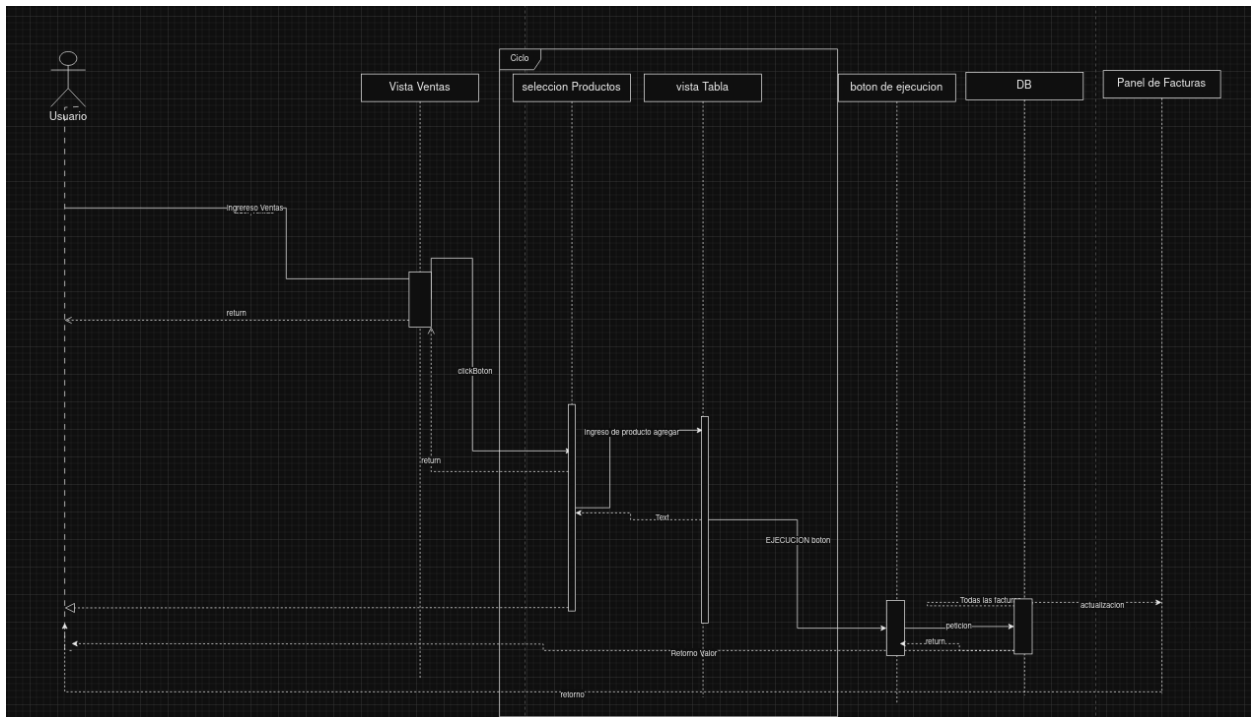 Ciclo
Vista Ventas
seleccion Productos
vista Tabla
boton de ejecucion
DB
Panel de Facturas
Usuario
Ingrereso Ventas
return
clickBoton
Ingreso de producto agregar
return
Text
EJECUCION boton
Todas las factur
actualizacion
peticion
return
Retorno Valor
retorno